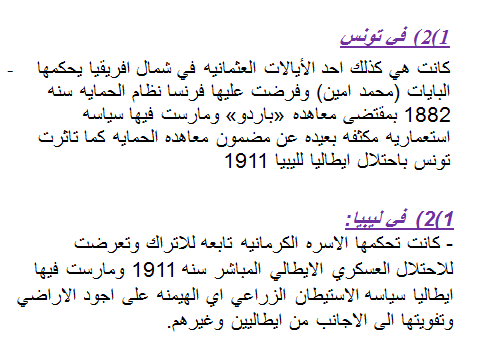 1)2) في تونس
- كانت هي كذلك احد الأيالات العثمانيه في شمال افريقيا يحكمها
البايات (محمد امين) وفرضت عليها فرنسا نظام الحمايه سنه
1882 بمقتضى معاهده «باردو» ومارست فيها سياسه
استعماريه مكثفه بعيده عن مضمون معاهده الحمايه كما تاثرت
تونس باحتلال ايطاليا لليبيا 1911
1)2) في ليبيا:
- كانت تحكمها الاسره الكرمانيه تابعه للاتراك وتعرضت
للاحتلال العسكري الايطالي المباشر سنه 1911 ومارست فيها
ايطاليا سياسه الاستيطان الزراعي اي الهيمنه على اجود الاراضي
وتفويتها الى الاجانب من ايطاليين وغيرهم.